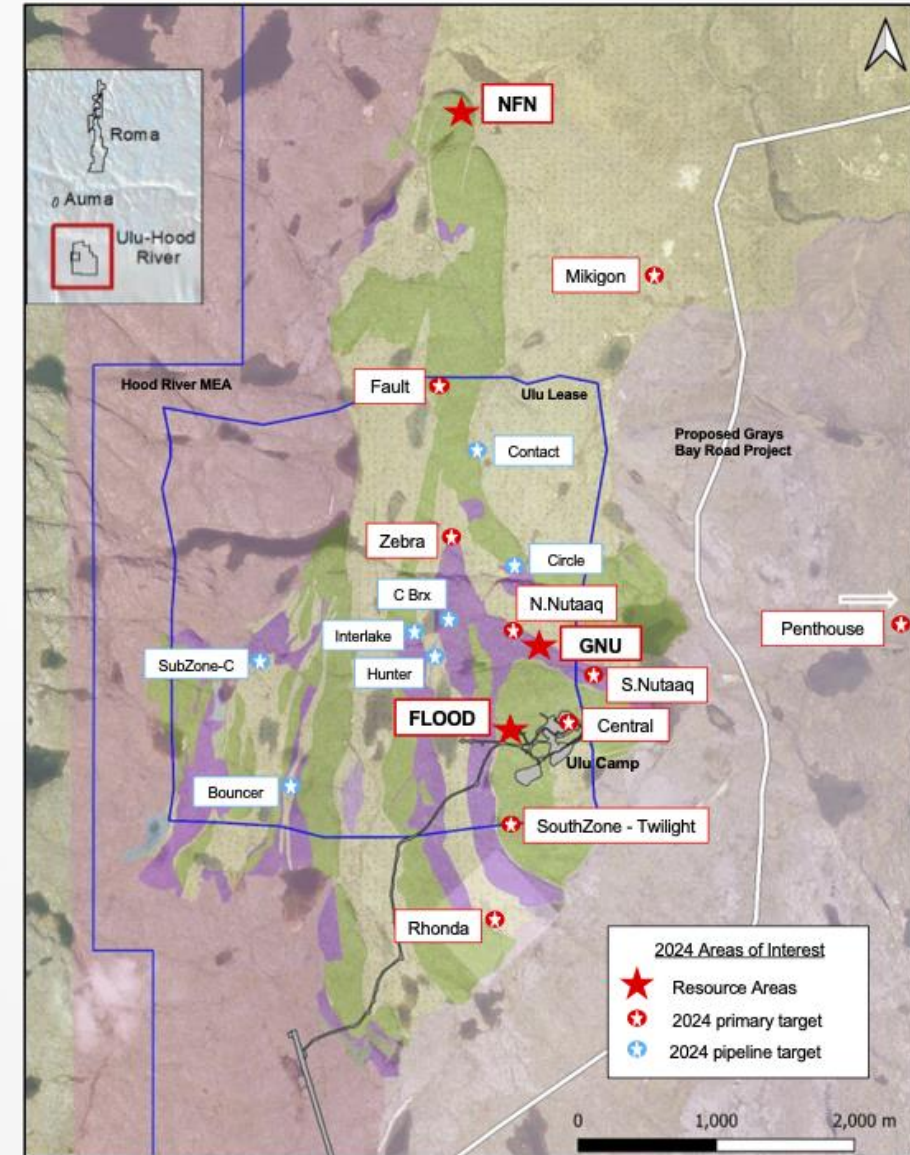 NFN
Roma
Auma
Ulu-Hood
River
Mikigon
Fault
Hood River MEA
Ulu Lease
Proposed Grays
Bay Road Project
Contact
Zebra
Circle
C Brx
N.Nutaaq
Interlake
GNU
Penthouse
SubZone-C
Hunter
S.Nutaaq
FLOOD
Central
Ulu Camp
Bouncer
SouthZone - Twilight
Rhonda
2024 Areas of Interest
Resource Areas
2024 primary target
2024 pipeline target
0 1,000 2,000 m